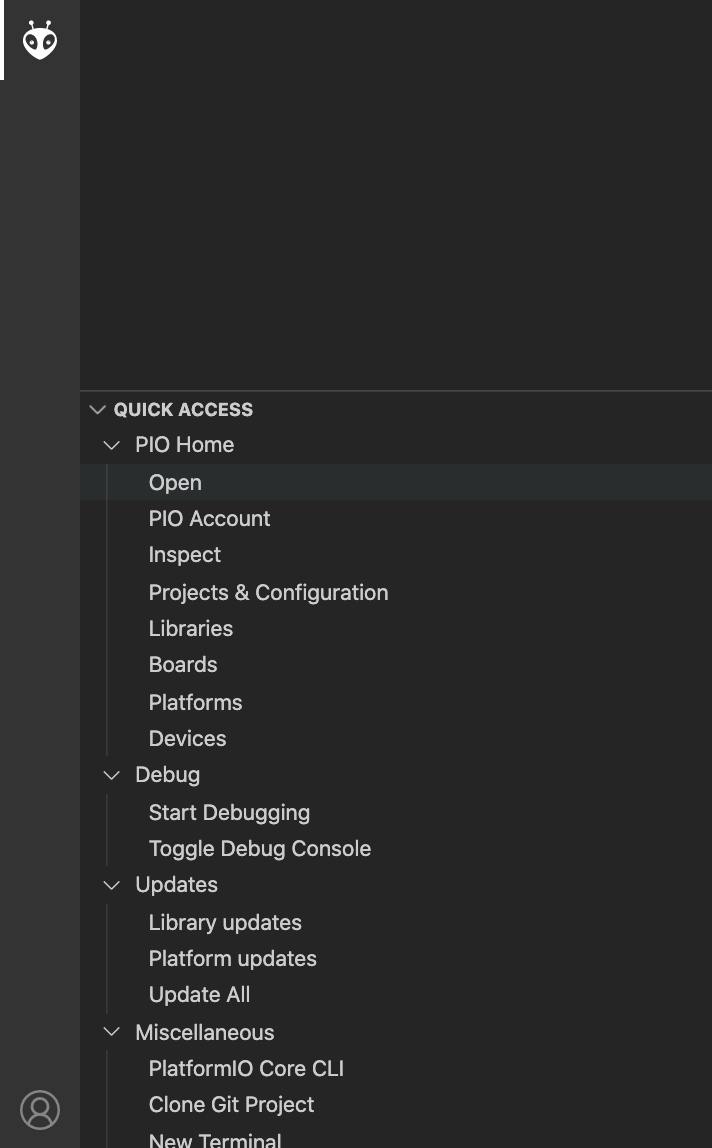 QUICK ACCESS
PIO Home
Open
PIO Account
Inspect
Projects & Configuration
Libraries
Boards
Platforms
Devices
Debug
Start Debugging
Toggle Debug Console
Updates
Library updates
Platform updates
Update All
Miscellaneous
PlatformIO Core CLI
Clone Git Project
New Terminal